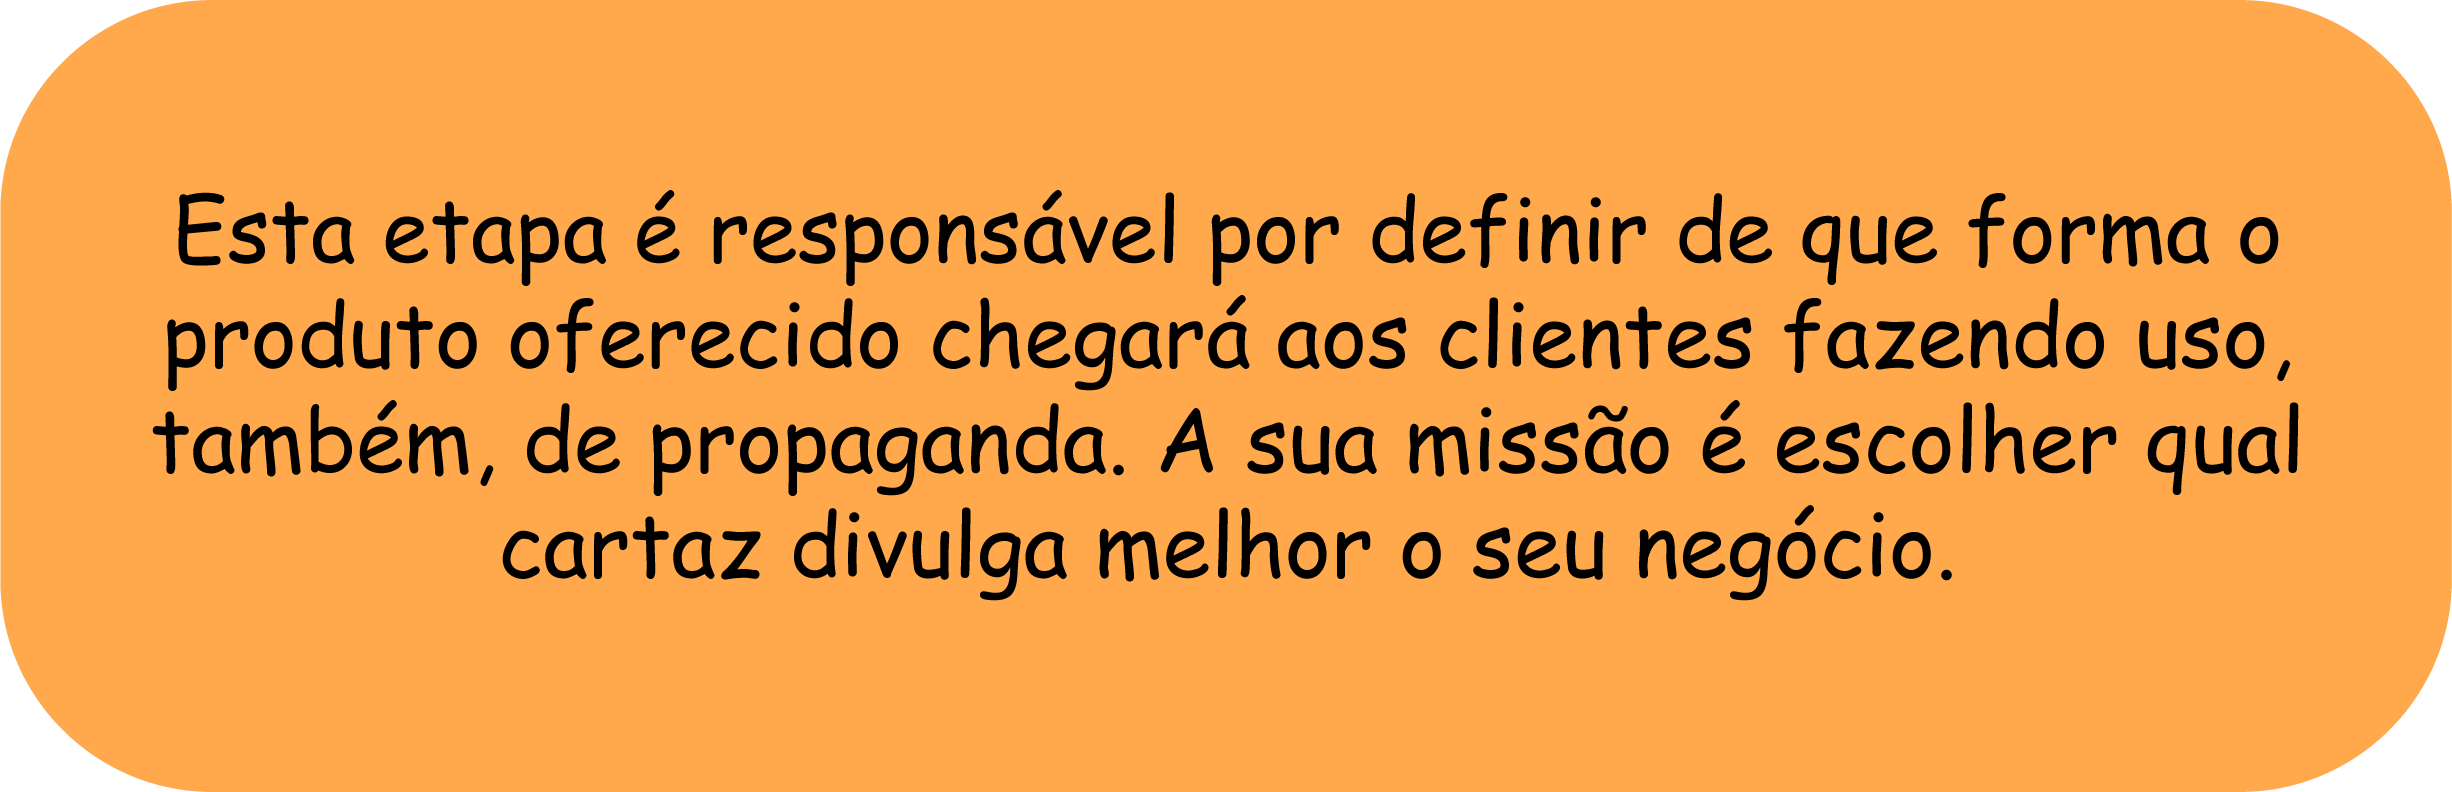 Esta etapa é responsável por definir de que forma o
produto oferecido chegará aos clientes fazendo uso,
também, de propaganda. A sua missão é escolher qual
cartaz divulga melhor o seu negócio.